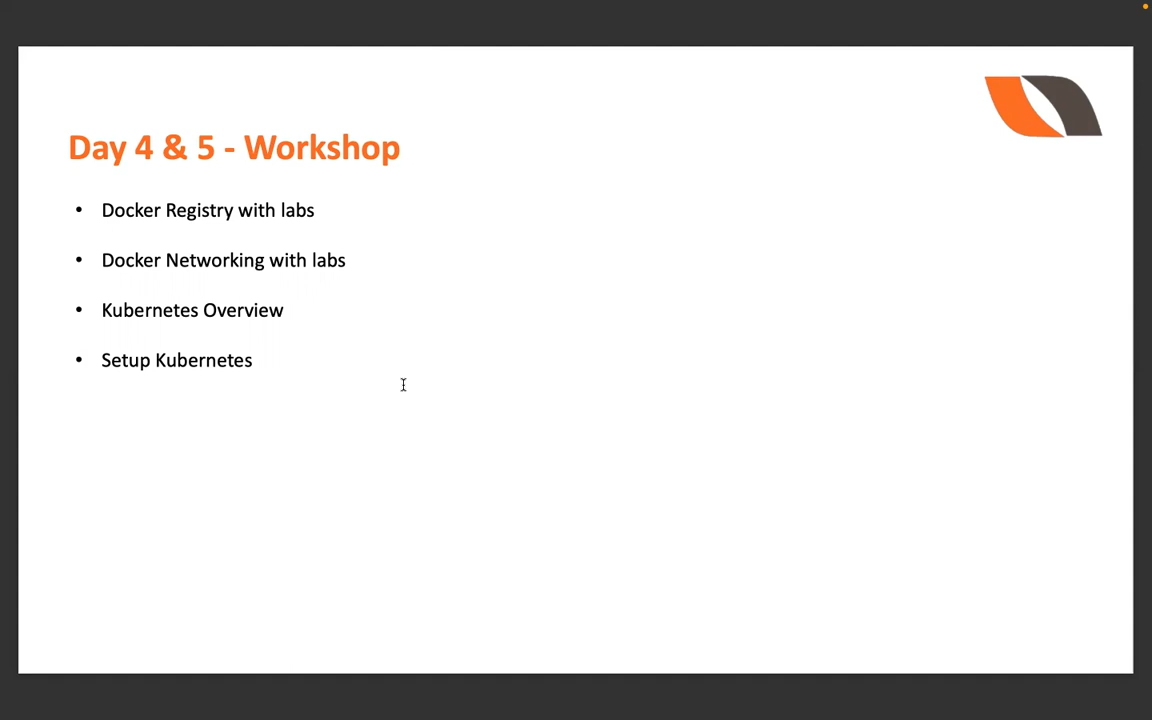 Day 4 & 5 - Workshop
• Docker Registry with labs
• Docker Networking with labs
• Kubernetes Overview
• Setup Kubernetes